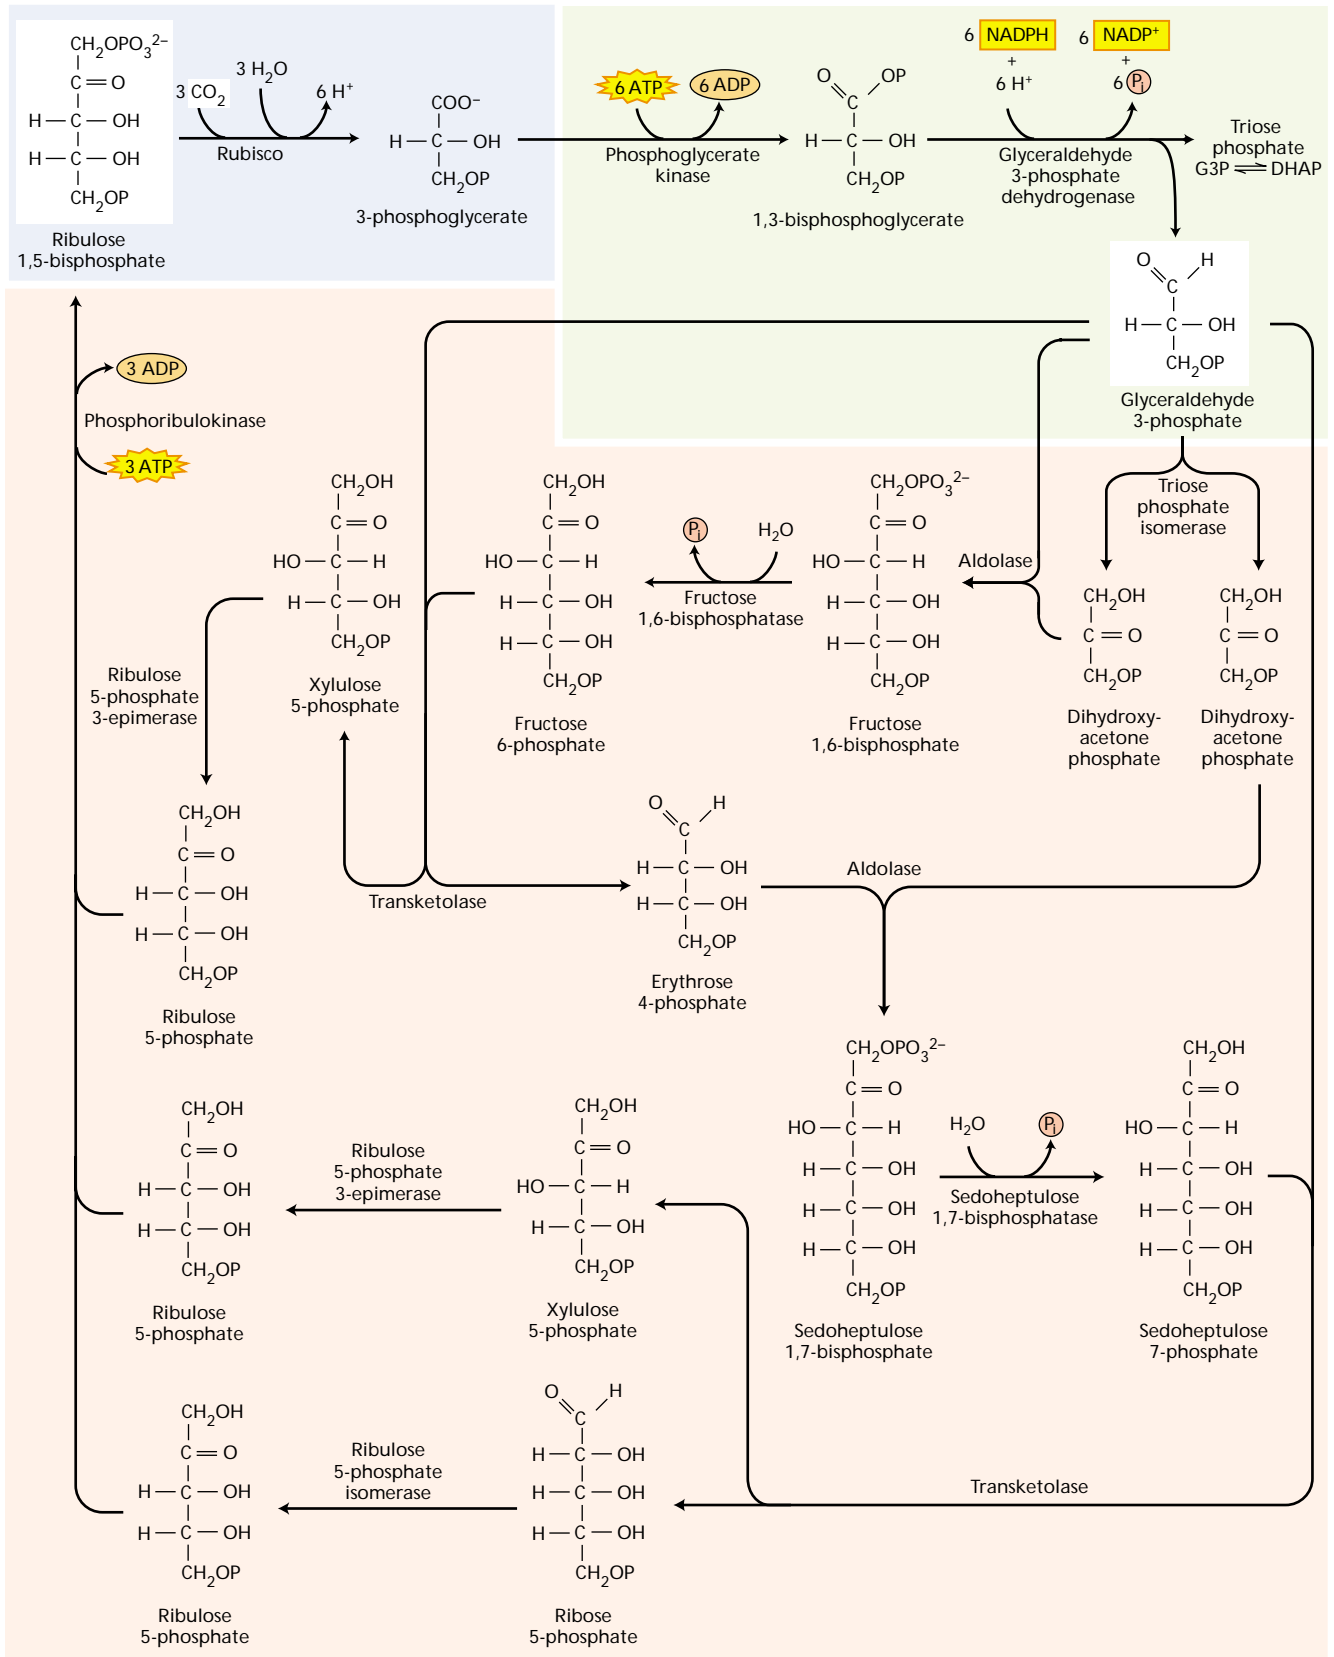 CH2OPO3 2–
C=O
H—C—OH
H—C—OH
CH2OP
Ribulose
1,5-bisphosphate
3 CO2
3 H2O
6 H+
Rubisco
COO–
H—C—OH
CH2OP
3-phosphoglycerate
6 ATP
6 ADP
Phosphoglycerate
kinase
O
OP
C
H—C—OH
CH2OP
1,3-bisphosphoglycerate
6 NADPH
+
6 H+
6 NADP+
+
6 Pi
Glyceraldehyde
3-phosphate
dehydrogenase
Triose
phosphate
G3P ⇌ DHAP
O
H
C
H—C—OH
CH2OP
Glyceraldehyde
3-phosphate
3 ADP
Phosphoribulokinase
3 ATP
CH2OH
C=O
HO—C—H
H—C—OH
CH2OP
Xylulose
5-phosphate
CH2OH
C=O
HO—C—H
H—C—OH
H—C—OH
CH2OP
Fructose
6-phosphate
Pi
H2O
Fructose
1,6-bisphosphatase
CH2OPO3 2–
C=O
HO—C—H
H—C—OH
H—C—OH
CH2OP
Fructose
1,6-bisphosphate
Aldolase
Triose
phosphate
isomerase
CH2OH
C=O
CH2OP
Dihydroxy-
acetone
phosphate
CH2OH
C=O
CH2OP
Dihydroxy-
acetone
phosphate
Ribulose
5-phosphate
3-epimerase
CH2OH
C=O
H—C—OH
H—C—OH
CH2OP
Ribulose
5-phosphate
Transketolase
O
H
C
H—C—OH
H—C—OH
CH2OP
Erythrose
4-phosphate
Aldolase
CH2OPO3 2–
C=O
HO—C—H
H—C—OH
H—C—OH
H—C—OH
CH2OP
Sedoheptulose
1,7-bisphosphate
H2O
Pi
Sedoheptulose
1,7-bisphosphatase
CH2OH
C=O
HO—C—H
H—C—OH
H—C—OH
H—C—OH
CH2OP
Sedoheptulose
7-phosphate
CH2OH
C=O
H—C—OH
H—C—OH
CH2OP
Ribulose
5-phosphate
Ribulose
5-phosphate
3-epimerase
CH2OH
C=O
HO—C—H
H—C—OH
CH2OP
Xylulose
5-phosphate
CH2OH
C=O
H—C—OH
H—C—OH
CH2OP
Ribulose
5-phosphate
Ribulose
5-phosphate
isomerase
O
H
C
H—C—OH
H—C—OH
H—C—OH
CH2OP
Ribose
5-phosphate
Transketolase